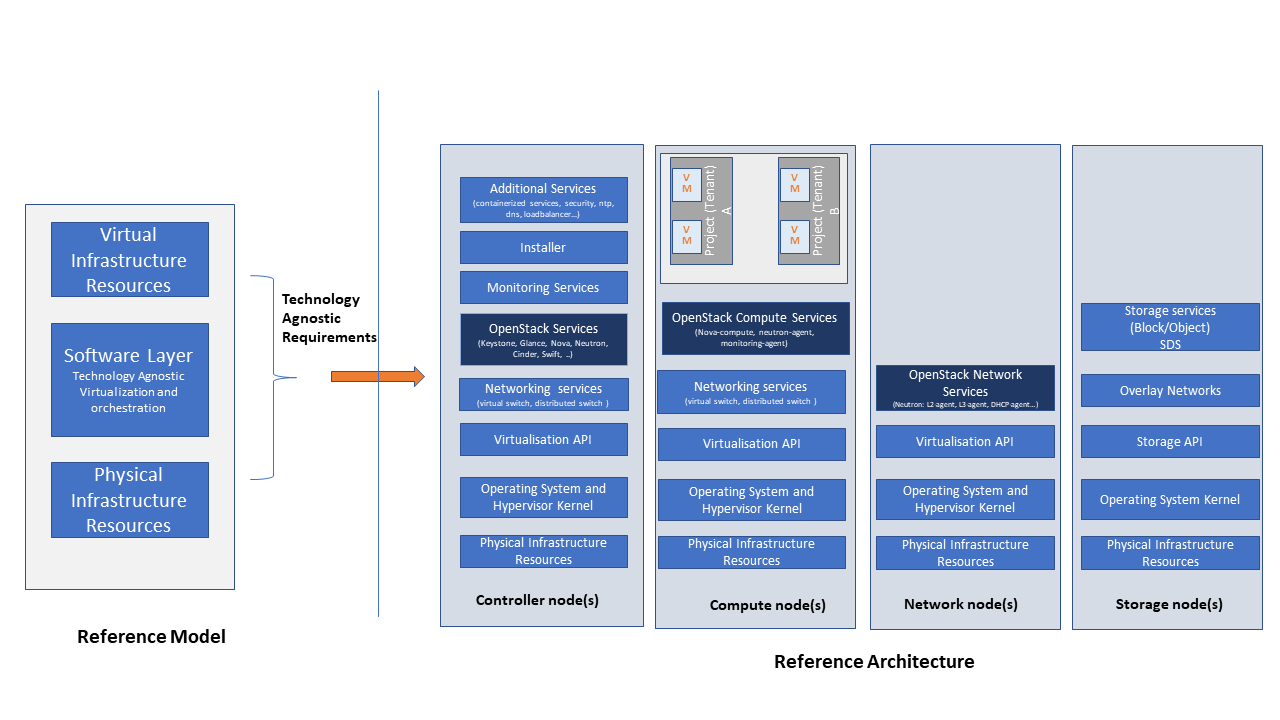 Virtual
Infrastructure
Resources
Software Layer
Technology Agnostic
Virtualization and
orchestration
Physical
Infrastructure
Resources
Reference Model
Technology
Agnostic
Requirements
Additional Services
(containerized services, security, ntp,
dns, loadbalancer...)
Installer
Monitoring Services
OpenStack Services
(Keystone, Glance, Nova, Neutron,
Cinder, Swift, ..)
Networking services
(virtual switch, distributed switch )
Virtualisation API
Operating System and
Hypervisor Kernel
Physical Infrastructure
Resources
Controller node(s)
V
M
V
M
Project (Tenant)
A
V
M
V
M
Project (Tenant)
B
OpenStack Compute Services
(Nova-compute, neutron-agent,
monitoring-agent)
Networking services
(virtual switch, distributed switch )
Virtualisation API
Operating System and
Hypervisor Kernel
Physical Infrastructure
Resources
Compute node(s)
OpenStack Network
Services
(Neutron: L2-agent, L3-agent, DHCP-agent...)
Virtualisation API
Operating System and
Hypervisor Kernel
Physical Infrastructure
Resources
Network node(s)
Storage services
(Block/Object)
SDS
Overlay Networks
Storage API
Operating System Kernel
Physical Infrastructure
Resources
Storage node(s)
Reference Architecture